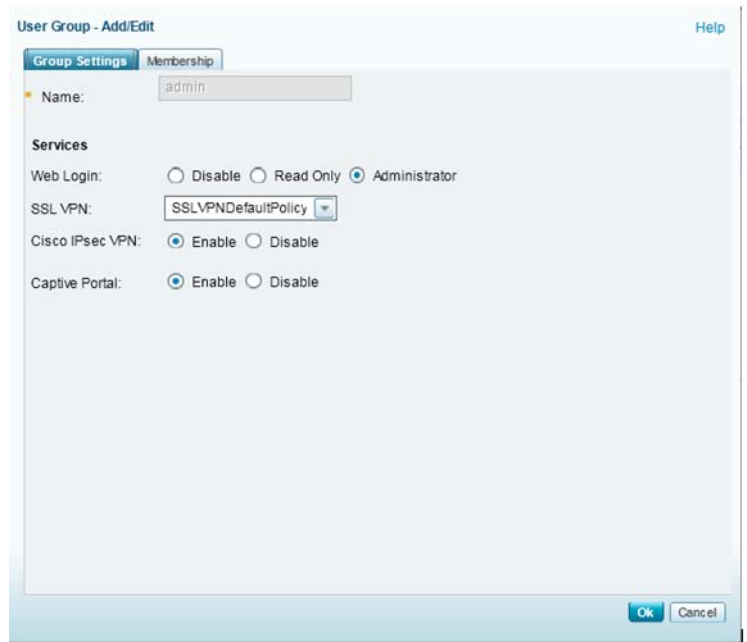 User Group - Add/Edit
Help
Group Settings
Membership
* Name:
admin
Services
Web Login:
Disable
Read Only
Administrator
SSL VPN:
SSLVPNDefaultPolicy
Cisco IPsec VPN:
Enable
Disable
Captive Portal:
Enable
Disable
Ok
Cancel